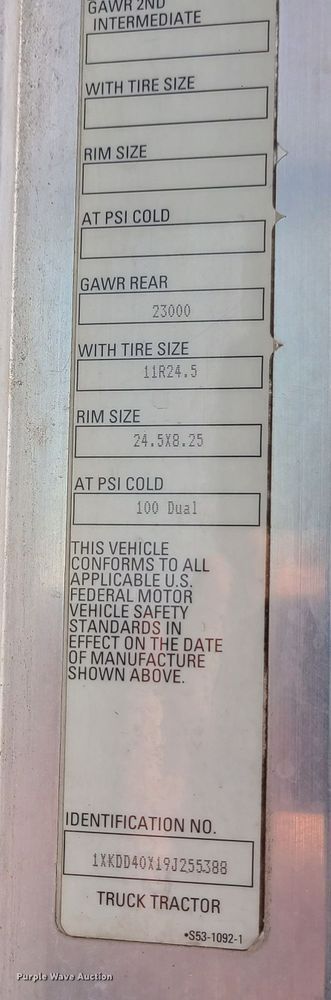 GAWR 2ND
INTERMEDIATE
WITH TIRE SIZE
RIM SIZE
AT PSI COLD
GAWR REAR
23000
WITH TIRE SIZE
11R24.5
RIM SIZE
24.5X8.25
AT PSI COLD
100 Dual
THIS VEHICLE
CONFORMS TO ALL
APPLICABLE U.S.
FEDERAL MOTOR
VEHICLE SAFETY
STANDARDS IN
EFFECT ON THE DATE
OF MANUFACTURE
SHOWN ABOVE.
IDENTIFICATION NO.
1XKDD40X19J255388
TRUCK TRACTOR
*S53-1092-1
Purple Wave Auction